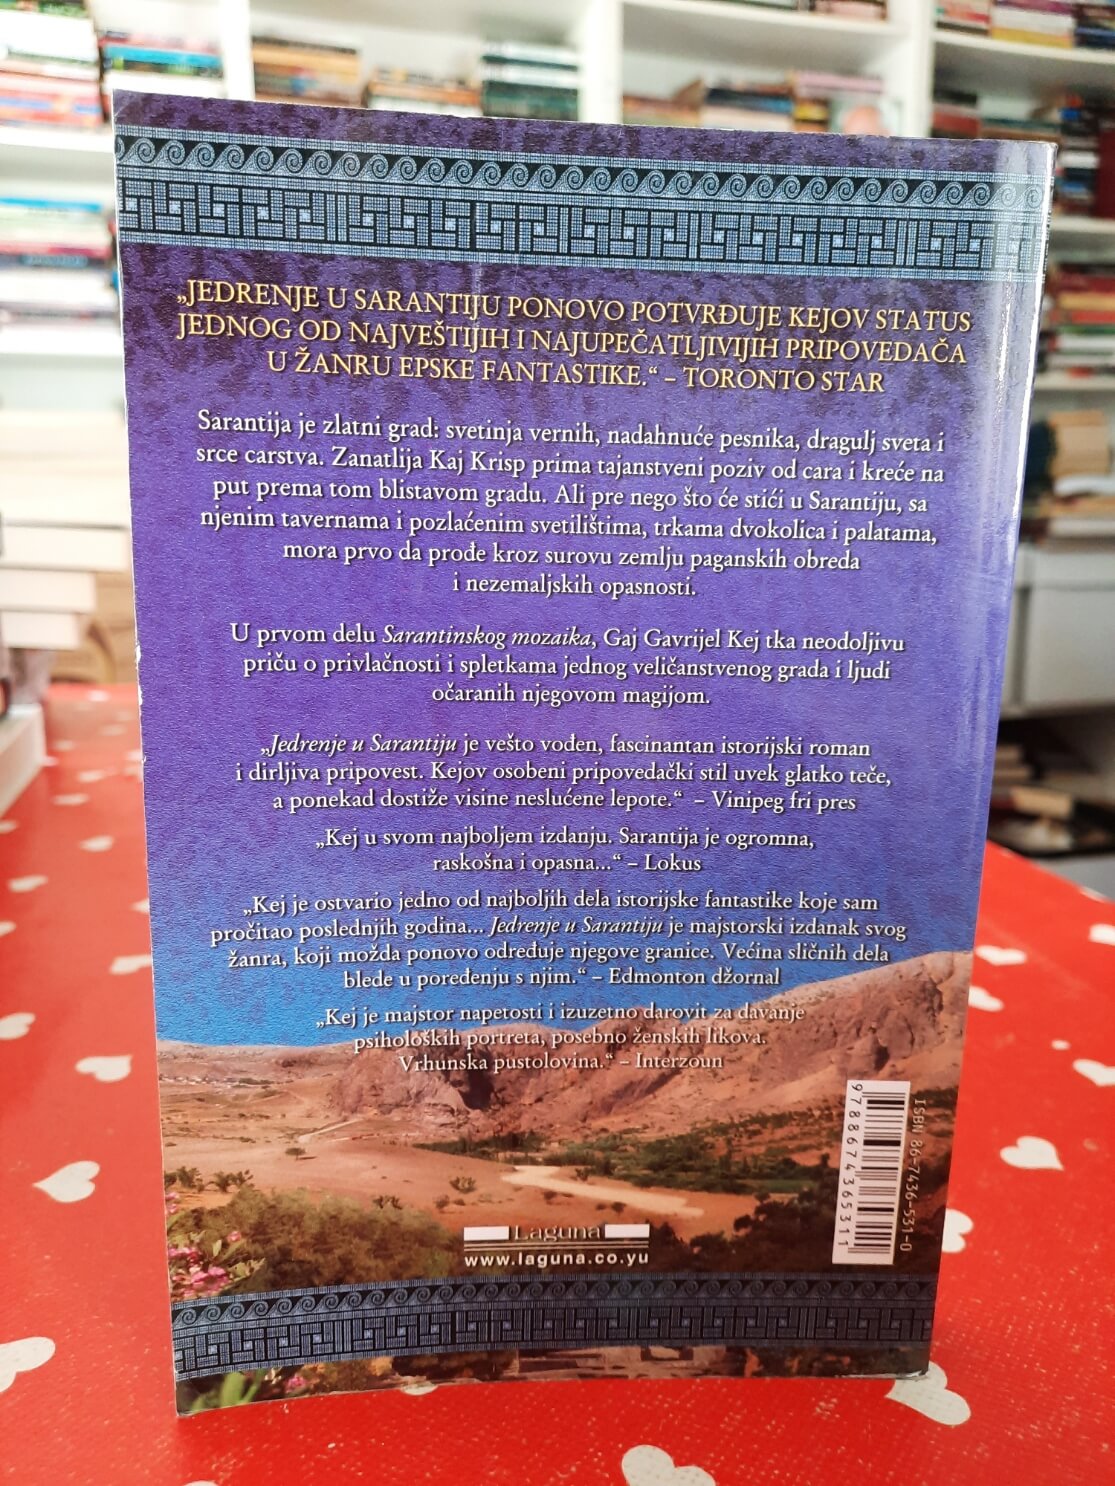 „JEDRENJE U SARANTIJU PONOVO POTVRĐUJE KEJOV STATUS
JEDNOG OD NAJVEŠTIJIH I NAJUPEČATLJIVIJIH PRIPOVEDAČA
U ŽANRU EPSKE FANTASTIKE.“ – TORONTO STAR
Sarantija je zlatni grad: svetinja vernih, nadahnuće pesnika, dragulj sveta i
srce carstva. Zanatlija Kaj Krisp prima tajanstveni poziv od cara i kreće na
put prema tom blistavom gradu. Ali pre nego što će stići u Sarantiju, sa
njenim tavernama i pozlaćenim svetilištima, trkama dvokolica i palatama,
mora prvo da prođe kroz surovu zemlju paganskih obreda
i nezemaljskih opasnosti.
U prvom delu Sarantinskog mozaika, Gaj Gavrijel Kej tka neodoljivu
priču o privlačnosti i spletkama jednog veličanstvenog grada i ljudi
očaranih njegovom magijom.
„Jedrenje u Sarantiju je vešto vođen, fascinantan istorijski roman
i dirljiva pripovest. Kejov osobeni pripovedački stil uvek glatko teče,
a ponekad dostiže visine neslućene lepote.“ – Vinipeg fri pres
„Kej u svom najboljem izdanju. Sarantija je ogromna,
raskošna i opasna...“ – Lokus
„Kej je ostvario jedno od najboljih dela istorijske fantastike koje sam
pročitao poslednjih godina... Jedrenje u Sarantiju je majstorski izdanak svog
žanra, koji možda ponovo određuje njegove granice. Većina sličnih dela
blede u poređenju s njim.“ – Edmonton džornal
„Kej je majstor napetosti i izuzetno darovit za davanje
psiholoških portreta, posebno ženskih likova.
Vrhunska pustolovina.“ – Interzoun
ISBN 86-7436-531-0
9788674365311
Laguna
www.laguna.co.yu